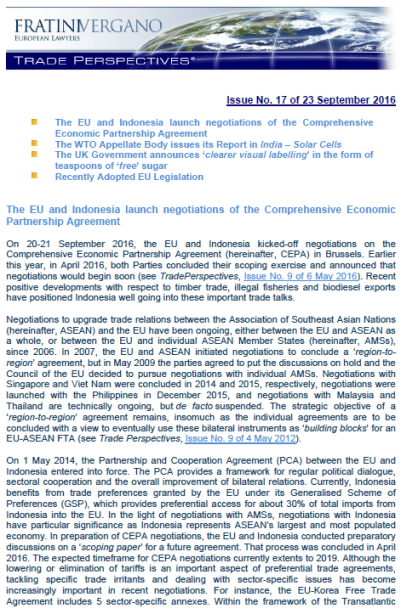 FRATINIVERGANO
EUROPEAN LAWYERS
TRADE PERSPECTIVES®
Issue No. 17 of 23 September 2016
The EU and Indonesia launch negotiations of the Comprehensive
Economic Partnership Agreement
The WTO Appellate Body issues its Report in India – Solar Cells
The UK Government announces ‘clearer visual labelling’ in the form of
teaspoons of ‘free’ sugar
Recently Adopted EU Legislation
The EU and Indonesia launch negotiations of the Comprehensive Economic
Partnership Agreement
On 20-21 September 2016, the EU and Indonesia kicked-off negotiations on the
Comprehensive Economic Partnership Agreement (hereinafter, CEPA) in Brussels. Earlier
this year, in April 2016, both Parties concluded their scoping exercise and announced that
negotiations would begin soon (see TradePerspectives, Issue No. 9 of 6 May 2016). Recent
positive developments with respect to timber trade, illegal fisheries and biodiesel exports
have positioned Indonesia well going into these important trade talks.
Negotiations to upgrade trade relations between the Association of Southeast Asian Nations
(hereinafter, ASEAN) and the EU have been ongoing, either between the EU and ASEAN as
a whole, or between the EU and individual ASEAN Member States (hereinafter, AMSs),
since 2006. In 2007, the EU and ASEAN initiated negotiations to conclude a ‘region-to-
region’ agreement, but in May 2009 the parties agreed to put the discussions on hold and the
Council of the EU decided to pursue negotiations with individual AMSs. Negotiations with
Singapore and Viet Nam were concluded in 2014 and 2015, respectively, negotiations were
launched with the Philippines in December 2015, and negotiations with Malaysia and
Thailand are technically ongoing, but de facto suspended. The strategic objective of a
‘region-to-region’ agreement remains, insomuch as the individual agreements are to be
concluded with a view to eventually use these bilateral instruments as ‘building blocks’ for an
EU-ASEAN FTA (see Trade Perspectives, Issue No. 9 of 4 May 2012).
On 1 May 2014, the Partnership and Cooperation Agreement (PCA) between the EU and
Indonesia entered into force. The PCA provides a framework for regular political dialogue,
sectoral cooperation and the overall improvement of bilateral relations. Currently, Indonesia
benefits from trade preferences granted by the EU under its Generalised Scheme of
Preferences (GSP), which provides preferential access for about 30% of total imports from
Indonesia into the EU. In the light of negotiations with AMSs, negotiations with Indonesia
have particular significance as Indonesia represents ASEAN's largest and most populated
economy. In preparation of CEPA negotiations, the EU and Indonesia conducted preparatory
discussions on a ‘scoping paper’ for a future agreement. That process was concluded in April
2016. The expected timeframe for CEPA negotiations currently extends to 2019. Although the
lowering or elimination of tariffs is an important aspect of preferential trade agreements,
tackling specific trade irritants and dealing with sector-specific issues has become
increasingly important in recent negotiations. For instance, the EU-Korea Free Trade
Agreement includes 5 sector-specific annexes. Within the framework of the Transatlantic